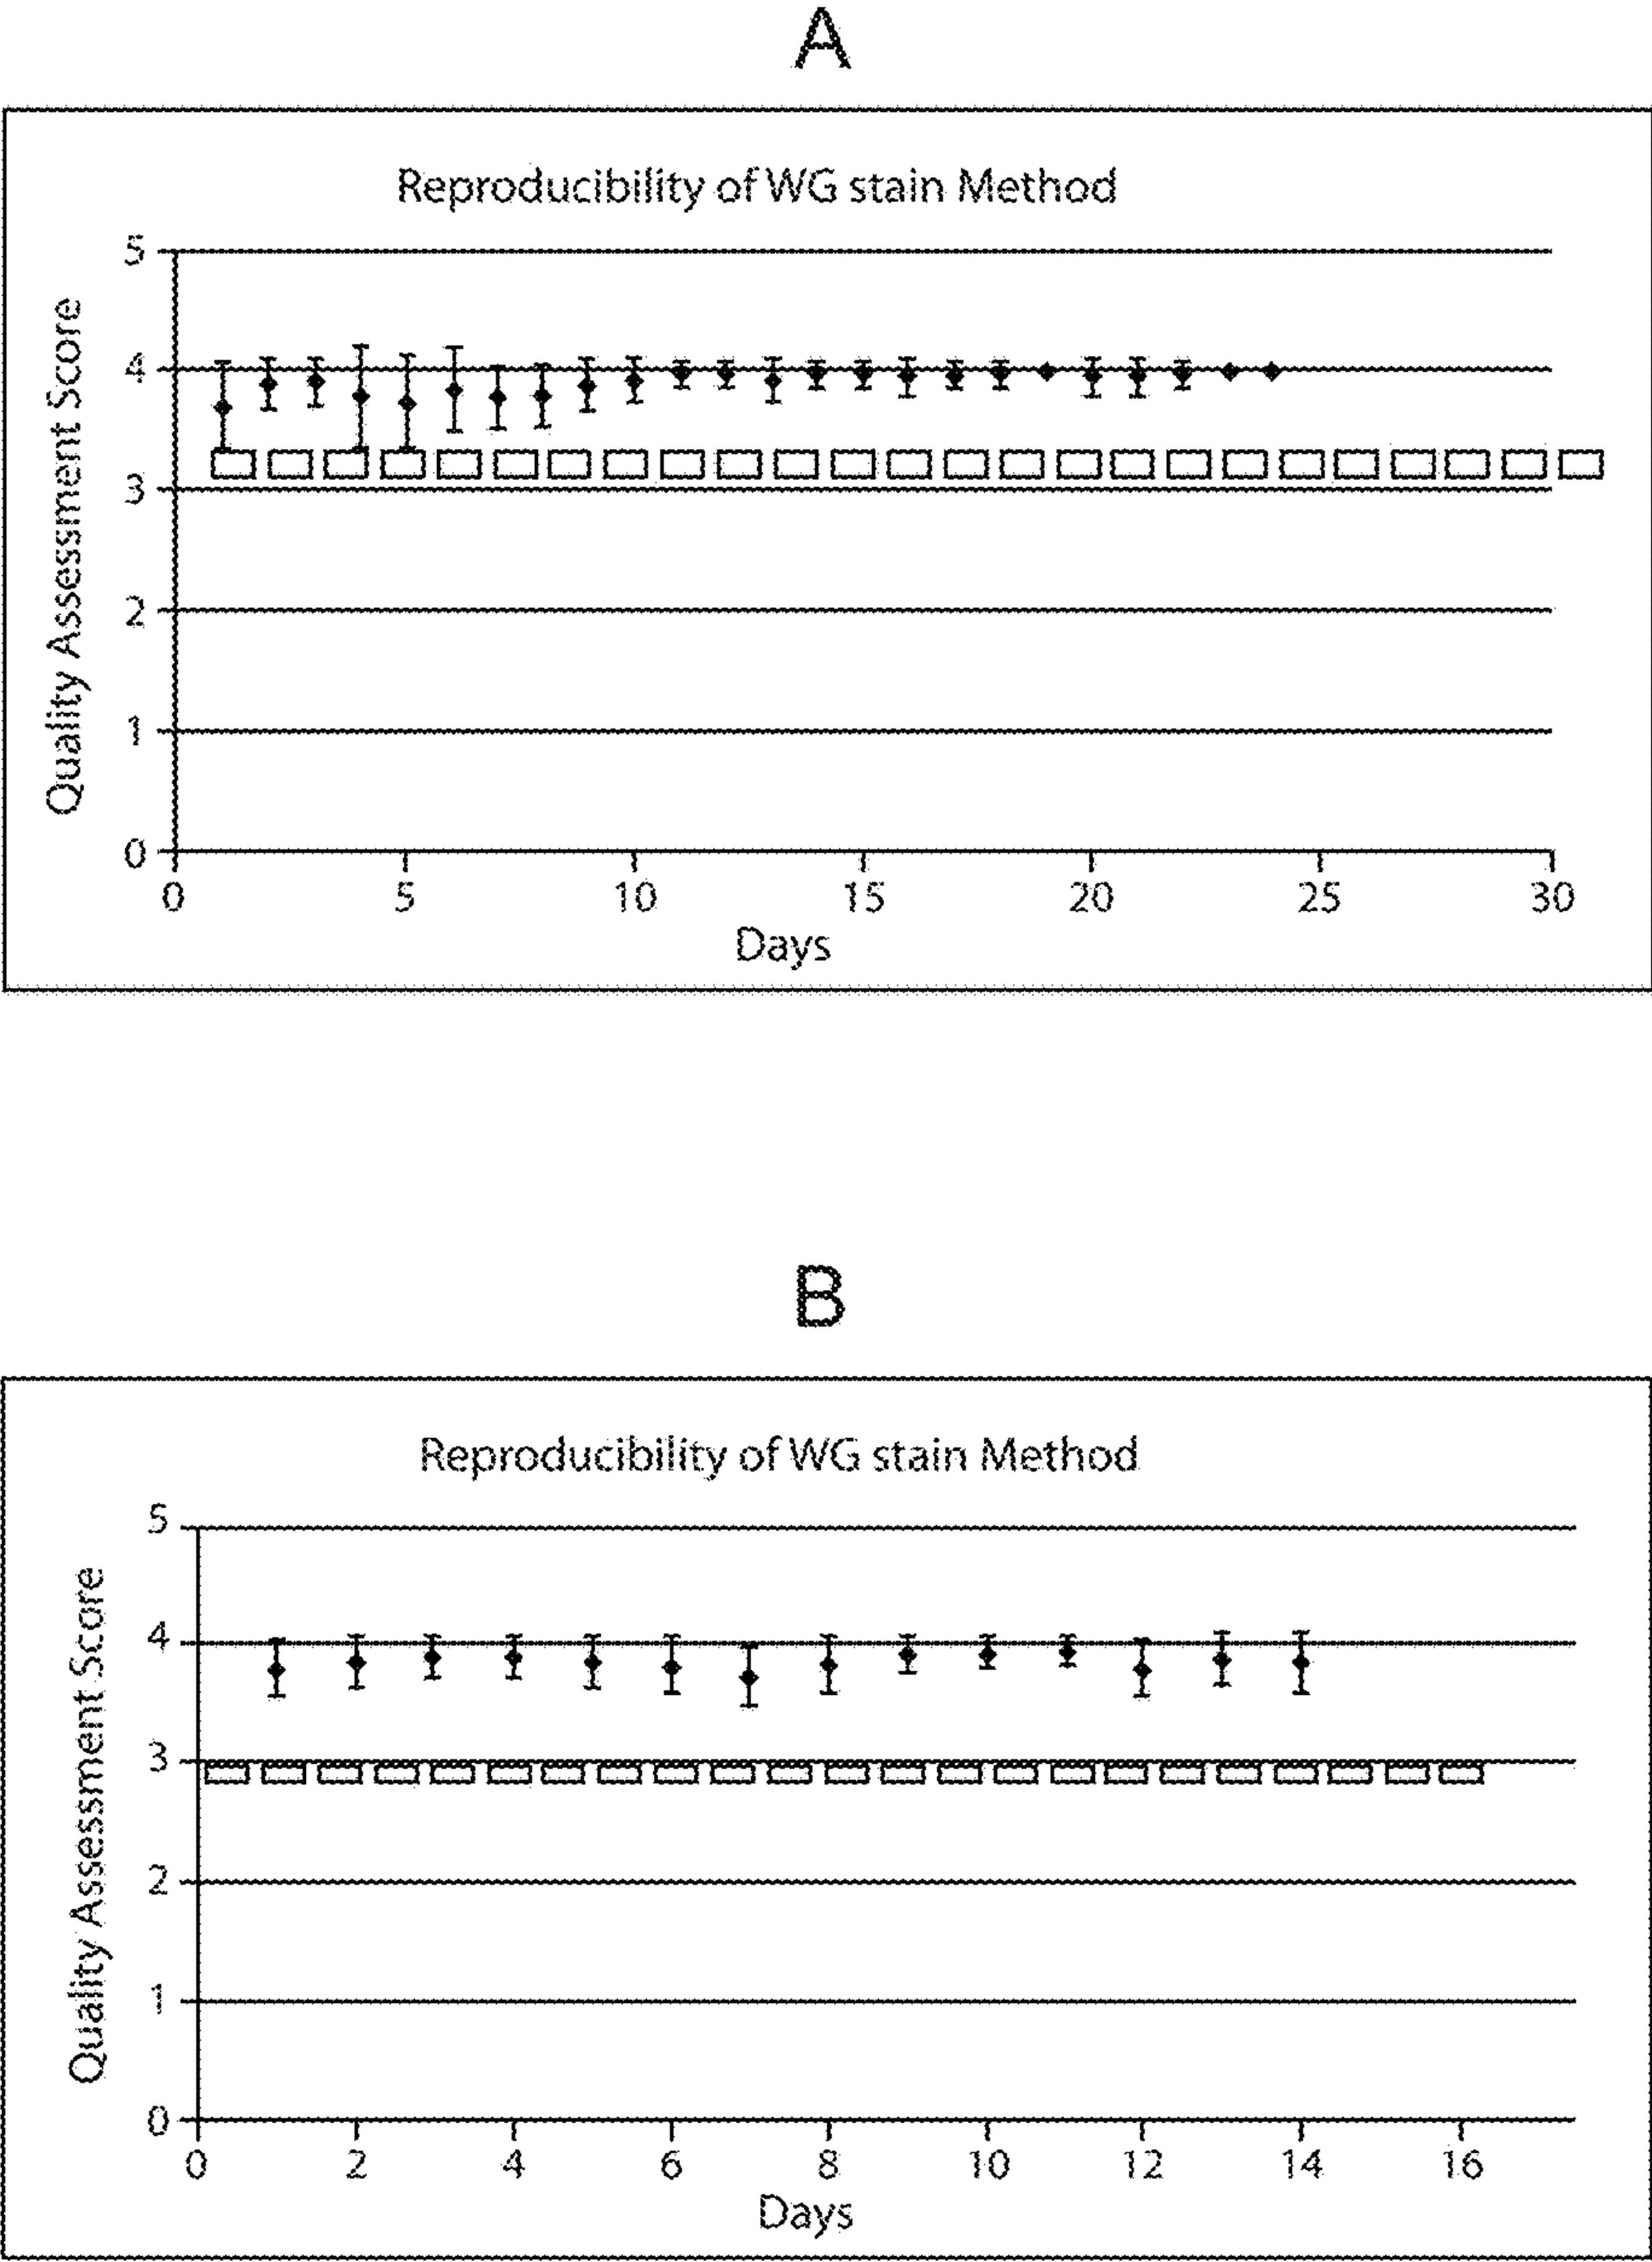 A
Reproducibility of WG stain Method
Quality Assessment Score
5
4
3
2
1
0
0 5 10 15 20 25 30
Days
B
Reproducibility of WG stain Method
Quality Assessment Score
5
4
3
2
1
0
0 2 4 6 8 10 12 14 16
Days